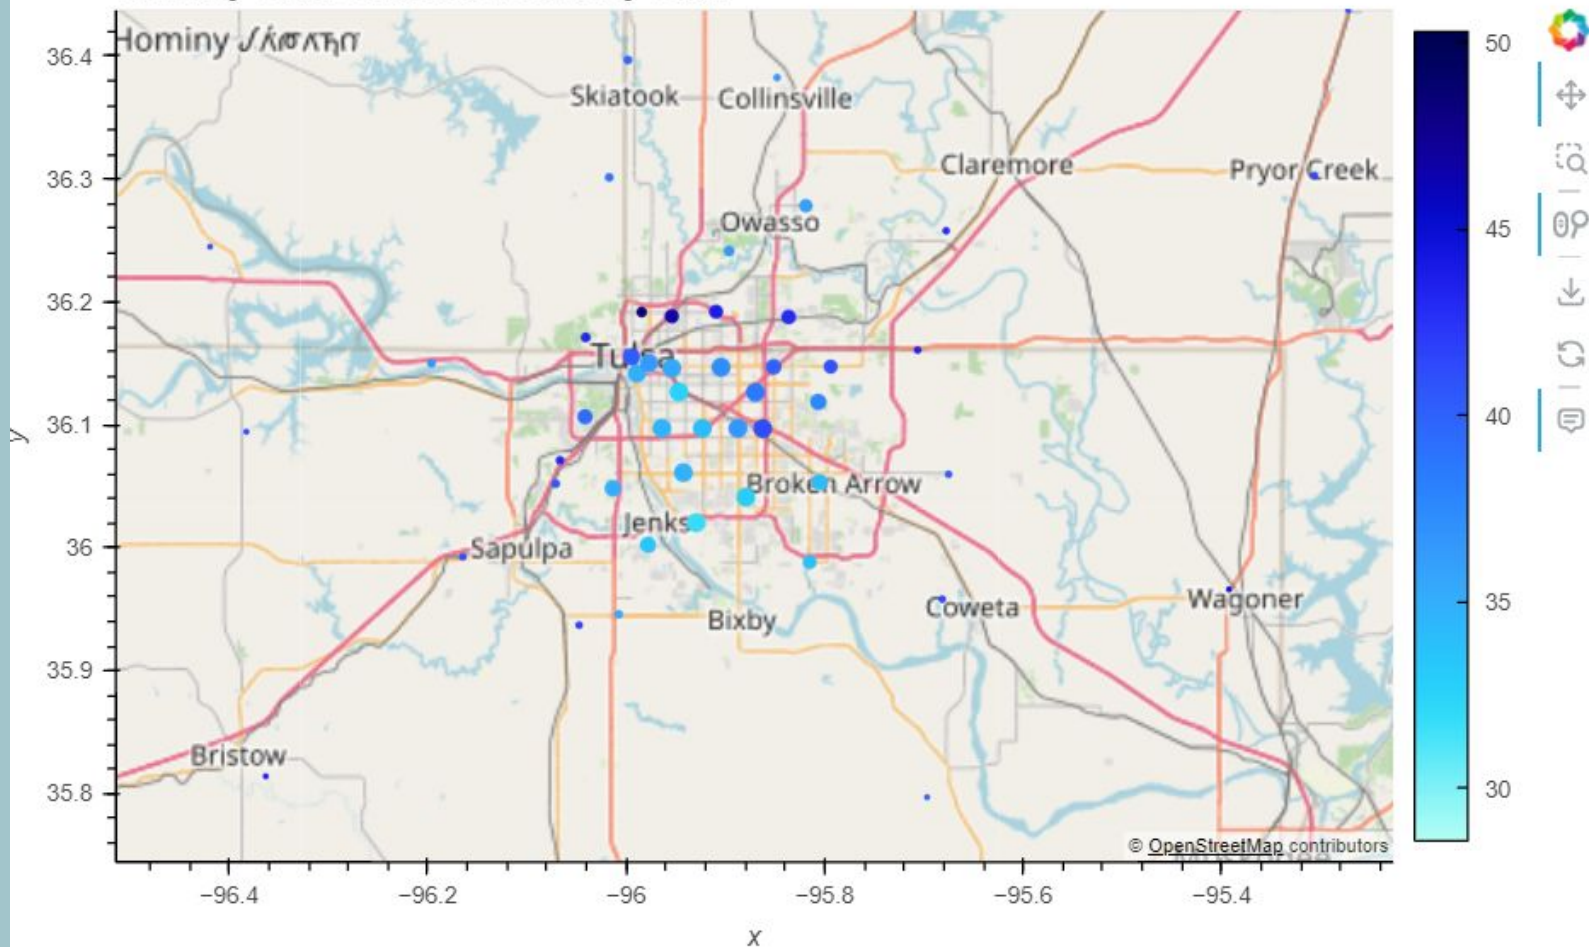 Hominy
36.4
50
Skiatook
Collinsville
36.3
Claremore
Pryor Creek
Owasso
45
36.2
Tulsa
40
36.1
y
Broken Arrow
Jenks
36
Sapulpa
35
Coweta
Wagoner
Bixby
35.9
Bristow
35.8
30
© OpenStreetMap contributors
−96.4
−96.2
−96
−95.8
−95.6
−95.4
x